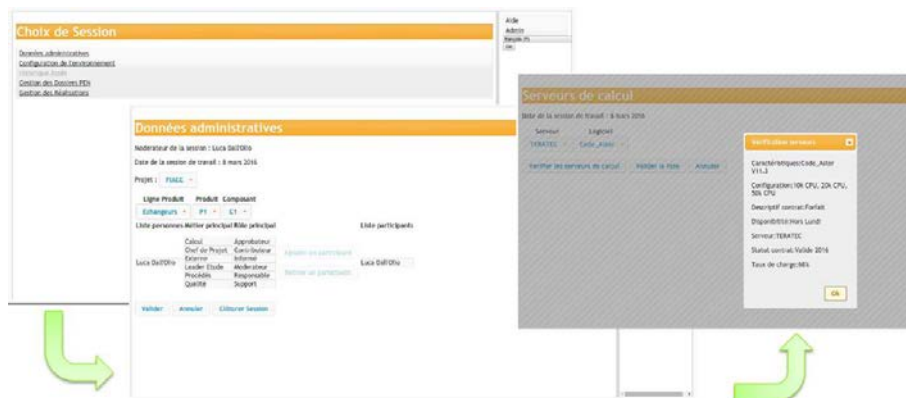 Choix de Session
Données administratives
Configuration de l'environnement
Gestion des Dossiers PDs
Gestion des Réalisations
Aide
Admin
Données administratives
Modérateur de la session : Luca Dall'Olio
Date de la session de travail : 8 mars 2016
Projet : PIAGE
Ligne Produit Produit Composant
Echangeurs P1 C1
Liste personnes Métier principal Rôle principal Liste participants
Calcul Approbateur
Chef de Projet Contributeur
Externe Informé
Leader Etude Modérateur
Luca Dall'Olio Luca Dall'Olio
Procédés Responsable
Qualité Support
Ajouter un participant
Retirer un participant
Valider Annuler Clôturer Session
Serveurs de calcul
Date de la session de travail : 8 mars 2016
Serveur Logiciel
TERATEC Code_Aster
Vérifier les serveurs de calcul Valider la liste Annuler
Vérification serveurs
Caractéristiques:Code_Aster
V11.3
Configuration:10k CPU, 20k CPU,
50k CPU
Descriptif contrat:Forfait
Disponibilité:Hors Lundi
Serveur:TERATEC
Statut contrat:Valide 2016
Taux de charge:98%
Ok